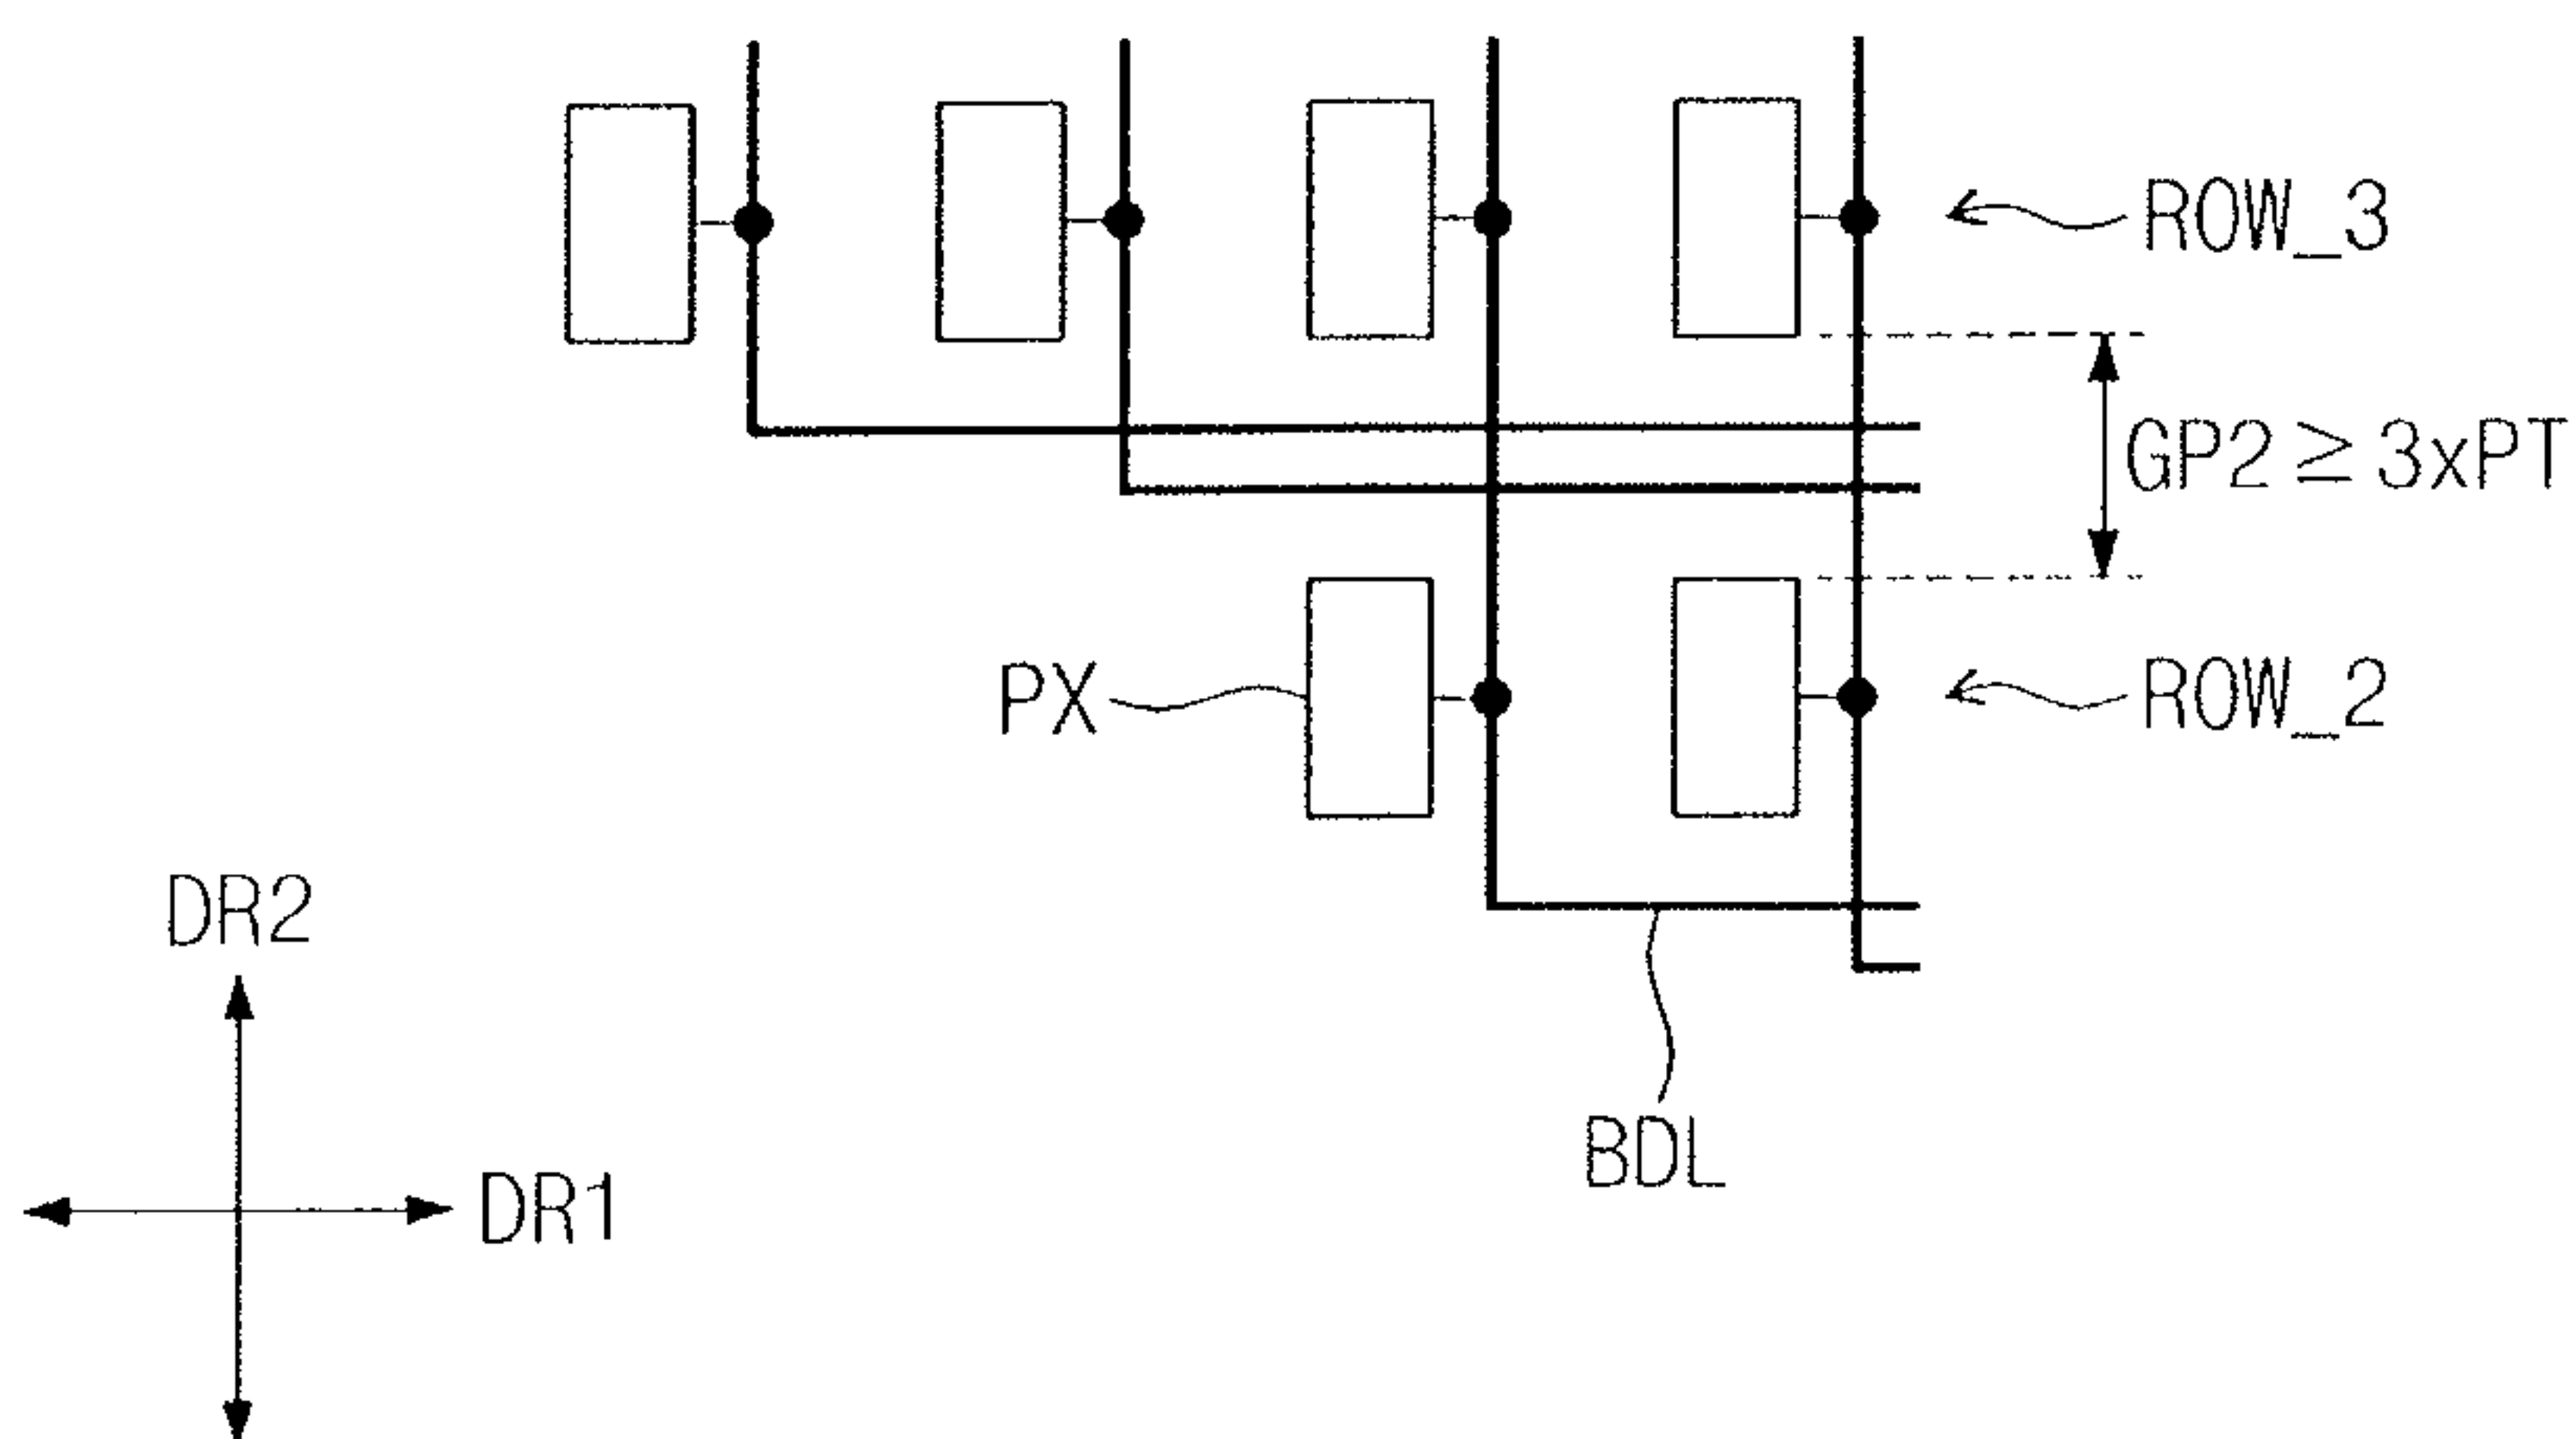 ROW_3
GP2 ≥ 3xPT
PX
ROW_2
DR2
BDL
DR1